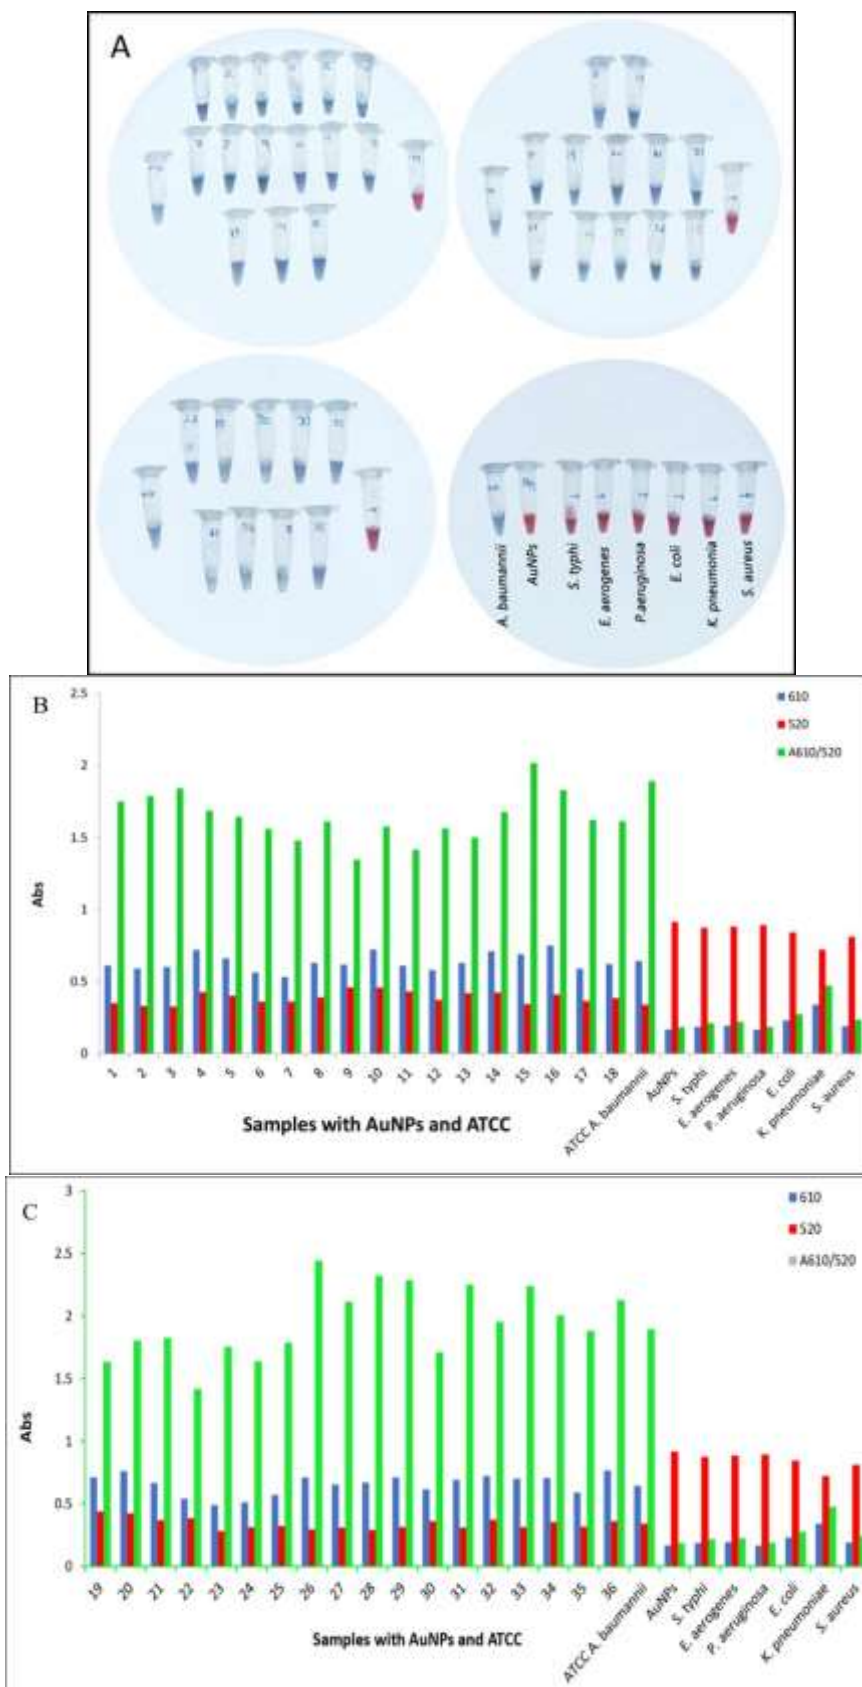 A
A. baumannii
AuNPs
S. typhi
E. aerogenes
P.aeruginosa
E. coli
K. pneumonia
S. aureus
B
2.5
2
1.5
1
0.5
0
Abs
610
520
A610/520
1 2 3 4 5 6 7 8 9 10 11 12 13 14 15 16 17 18 ATCC A. baumannii AuNPs S. typhi E. aerogenes P. aeruginosa E. coli K. pneumoniae S. aureus
Samples with AuNPs and ATCC
C
3
2.5
2
1.5
1
0.5
0
Abs
610
520
A610/520
19 20 21 22 23 24 25 26 27 28 29 30 31 32 33 34 35 36 ATCC A. baumannii AuNPs S. typhi E. aerogenes P. aeruginosa E. coli K. pneumoniae S. aureus
Samples with AuNPs and ATCC